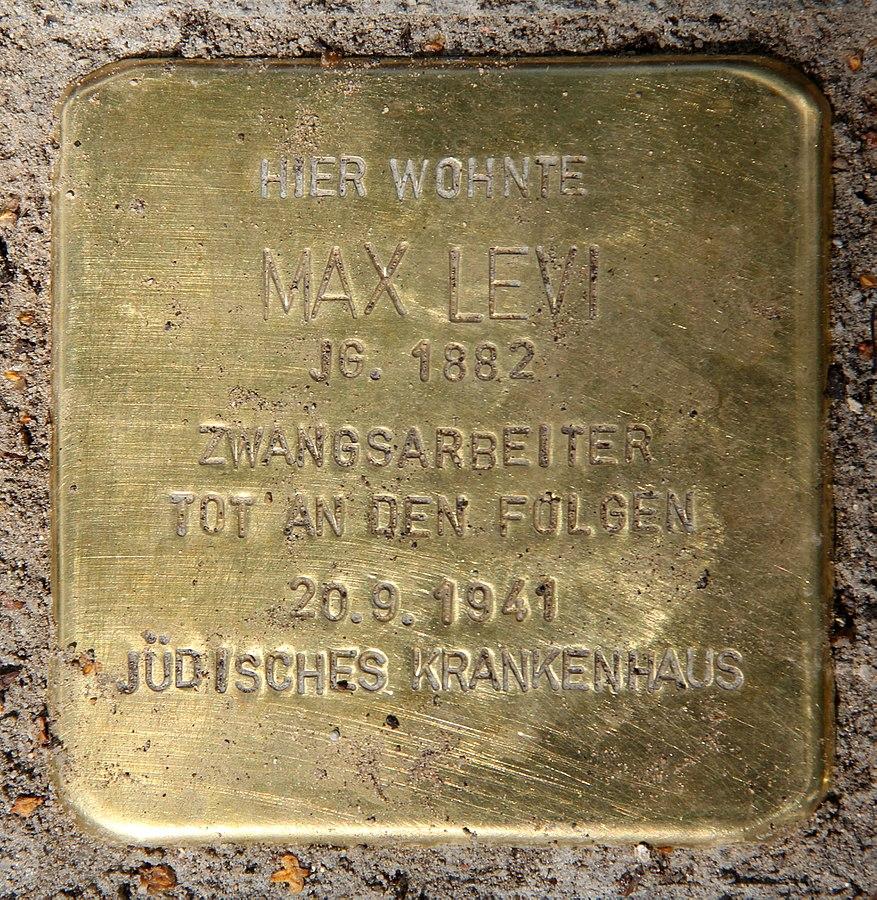 HIER WOHNTE
MAX LEVI
JG. 1882
ZWANGSARBEITER
TOT AN DEN FOLGEN
20.9.1941
JÜDISCHES KRANKENHAUS